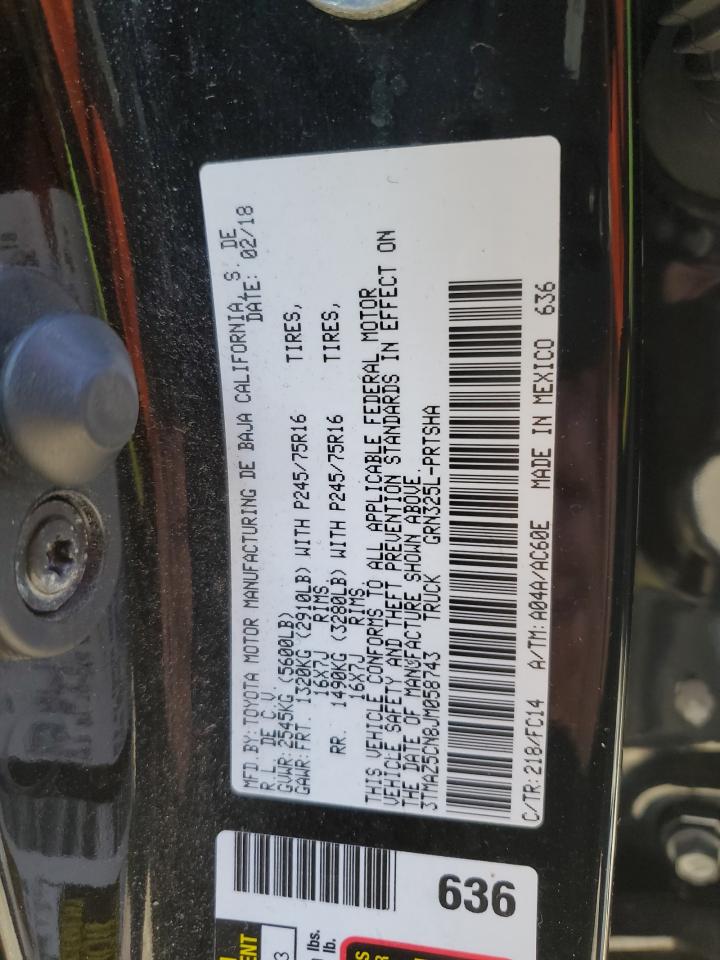 MFD.BY: TOYOTA MOTOR MANUFACTURING DE BAJA CALIFORNIA, S. DE
R.L. DE C.V. DATE: 02/18
GVWR: 2545KG (5600LB)
GAWR: FRT. 1320KG (2910LB) WITH P245/75R16 TIRES,
16X7J RIMS
RR. 1490KG (3280LB) WITH P245/75R16 TIRES,
16X7J RIMS
THIS VEHICLE CONFORMS TO ALL APPLICABLE FEDERAL MOTOR
VEHICLE SAFETY AND THEFT PREVENTION STANDARDS IN EFFECT ON
THE DATE OF MANUFACTURE SHOWN ABOVE.
3TMAZ5CN8JM058743 TRUCK GRN325L-PRTSHA
C/TR: 218/FC14 A/TM: A04A/AC60E MADE IN MEXICO 636
636
3
lbs.
lb.